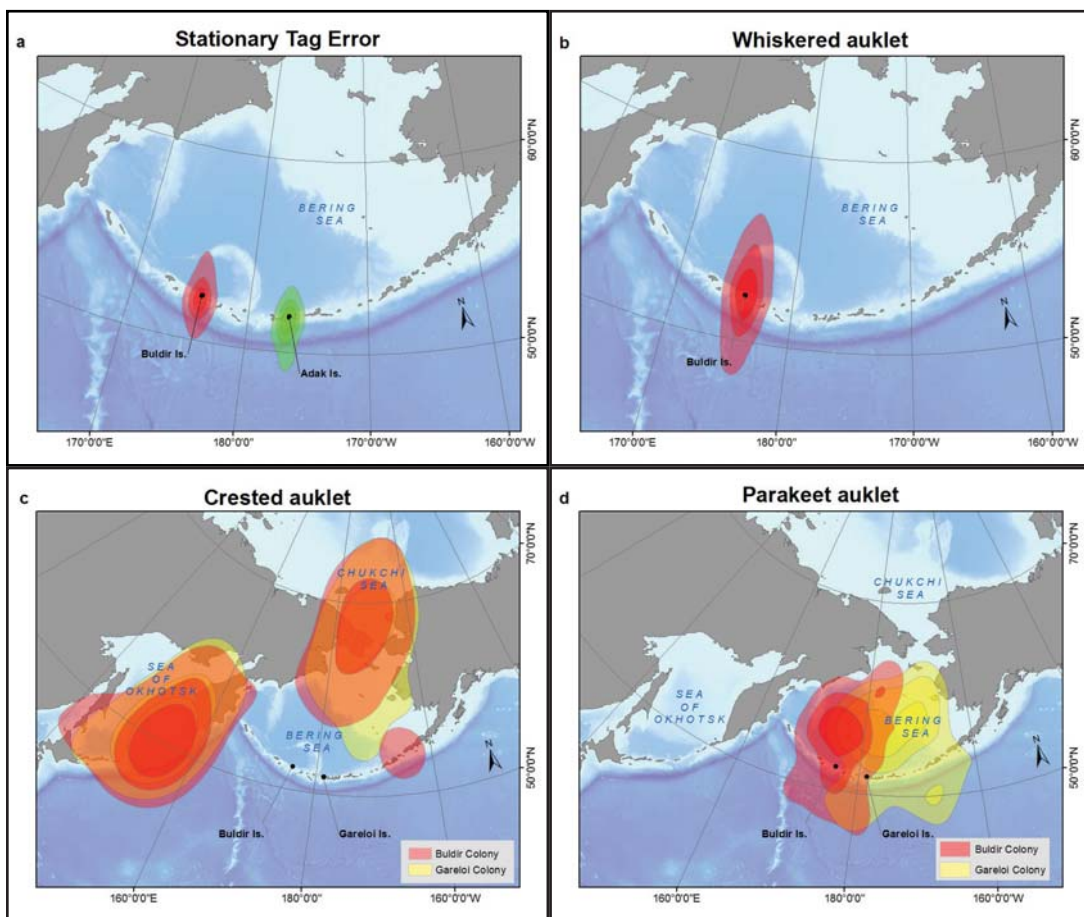 a
Stationary Tag Error
BERING
SEA
Buldir Is.
Adak Is.
N
60°0'0"N
50°0'0"N
170°0'0"E
180°0'0"
170°0'0"W
160°0'0"W
b
Whiskered auklet
BERING
SEA
Buldir Is.
N
60°0'0"N
50°0'0"N
170°0'0"E
180°0'0"
170°0'0"W
160°0'0"W
c
Crested auklet
CHUKCHI
SEA
SEA
OF
OKHOTSK
BERING
SEA
Buldir Is.
Gareloi Is.
N
70°0'0"N
50°0'0"N
Buldir Colony
Gareloi Colony
160°0'0"E
180°0'0"
160°0'0"W
d
Parakeet auklet
CHUKCHI
SEA
SEA
OF
OKHOTSK
BERING
SEA
Buldir Is.
Gareloi Is.
N
70°0'0"N
50°0'0"N
Buldir Colony
Gareloi Colony
160°0'0"E
180°0'0"
160°0'0"W